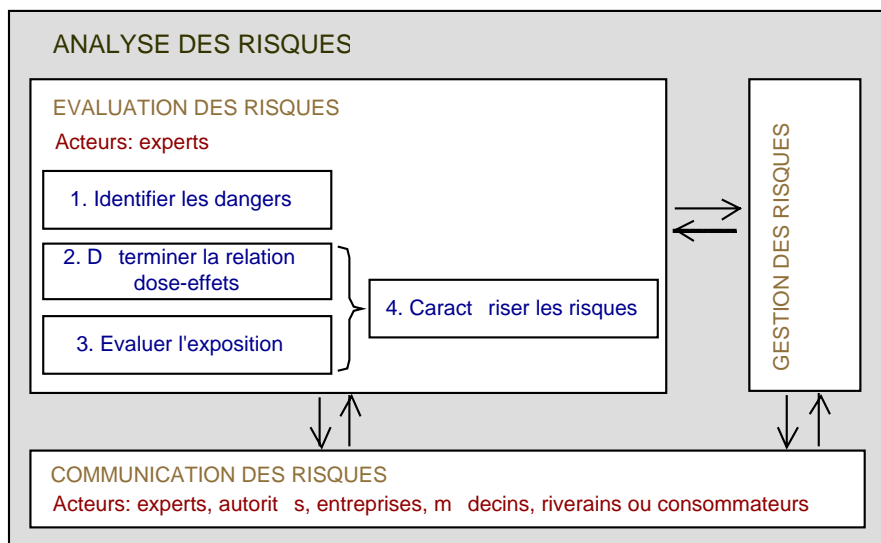 ANALYSE DES RISQUES
EVALUATION DES RISQUES
Acteurs: experts
1. Identifier les dangers
2. D terminer la relation
dose-effets
3. Evaluer l'exposition
4. Caract riser les risques
GESTION DES RISQUES
COMMUNICATION DES RISQUES
Acteurs: experts, autorit s, entreprises, m decins, riverains ou consommateurs